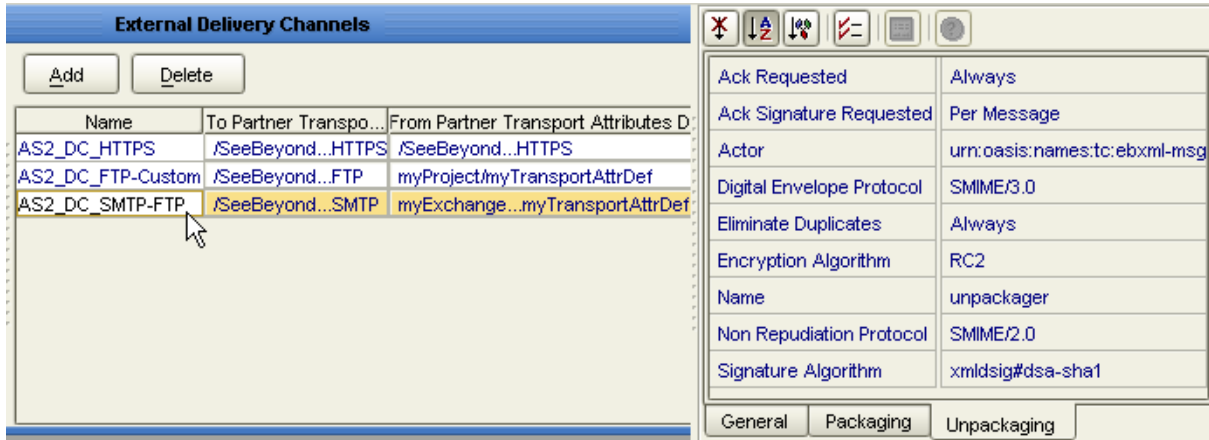 External Delivery Channels
Add Delete
Name To Partner Transpo... From Partner Transport Attributes D
AS2_DC_HTTPS /SeeBeyond...HTTPS /SeeBeyond...HTTPS
AS2_DC_FTP-Custom /SeeBeyond...FTP myProject/myTransportAttrDef
AS2_DC_SMTP-FTP /SeeBeyond...SMTP myExchange...myTransportAttrDef
Ack Requested Always
Ack Signature Requested Per Message
Actor urn:oasis:names:tc:ebxml-msg
Digital Envelope Protocol SMIME/3.0
Eliminate Duplicates Always
Encryption Algorithm RC2
Name unpackager
Non Repudiation Protocol SMIME/2.0
Signature Algorithm xmldsig#dsa-sha1
General Packaging Unpackaging